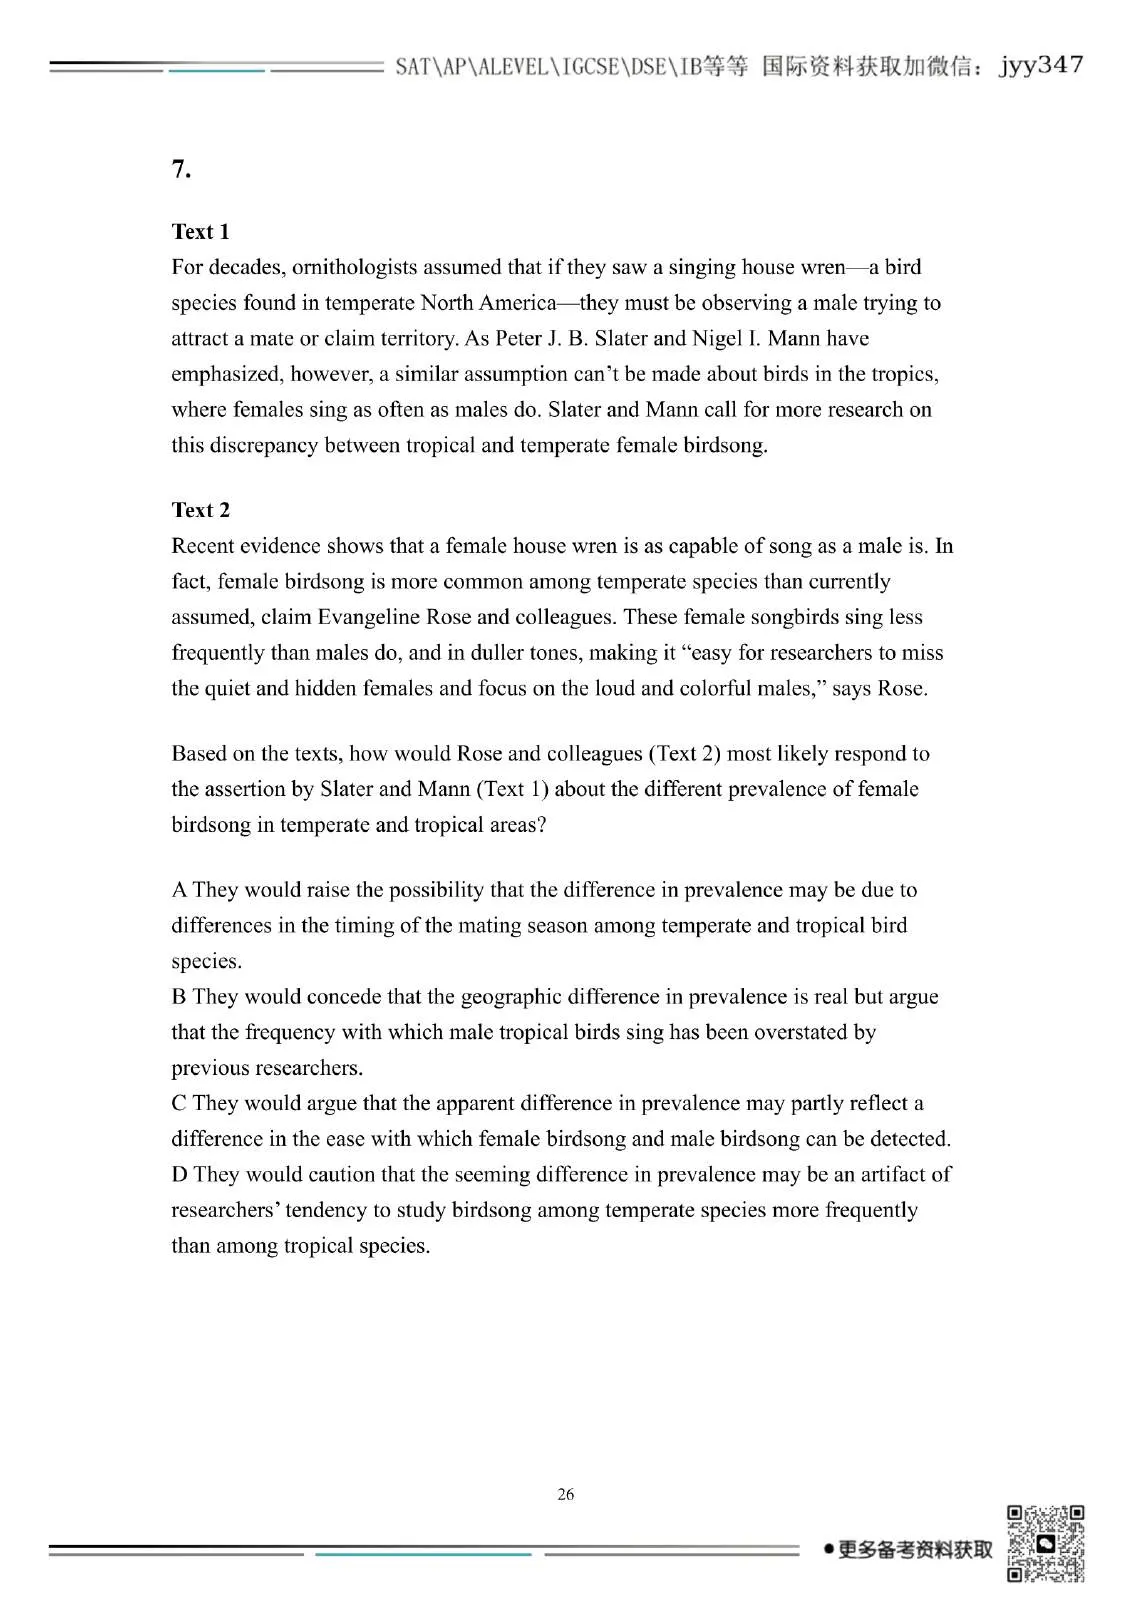 SAT\AP\ALEVEL\IGCSE\DSE\IB等等 国际资料获取加微信：jyy347
7.
Text 1
For decades, ornithologists assumed that if they saw a singing house wren—a bird
species found in temperate North America—they must be observing a male trying to
attract a mate or claim territory. As Peter J. B. Slater and Nigel I. Mann have
emphasized, however, a similar assumption can’t be made about birds in the tropics,
where females sing as often as males do. Slater and Mann call for more research on
this discrepancy between tropical and temperate female birdsong.
Text 2
Recent evidence shows that a female house wren is as capable of song as a male is. In
fact, female birdsong is more common among temperate species than currently
assumed, claim Evangeline Rose and colleagues. These female songbirds sing less
frequently than males do, and in duller tones, making it “easy for researchers to miss
the quiet and hidden females and focus on the loud and colorful males,” says Rose.
Based on the texts, how would Rose and colleagues (Text 2) most likely respond to
the assertion by Slater and Mann (Text 1) about the different prevalence of female
birdsong in temperate and tropical areas?
A They would raise the possibility that the difference in prevalence may be due to
differences in the timing of the mating season among temperate and tropical bird
species.
B They would concede that the geographic difference in prevalence is real but argue
that the frequency with which male tropical birds sing has been overstated by
previous researchers.
C They would argue that the apparent difference in prevalence may partly reflect a
difference in the ease with which female birdsong and male birdsong can be detected.
D They would caution that the seeming difference in prevalence may be an artifact of
researchers’ tendency to study birdsong among temperate species more frequently
than among tropical species.
26
●更多备考资料获取